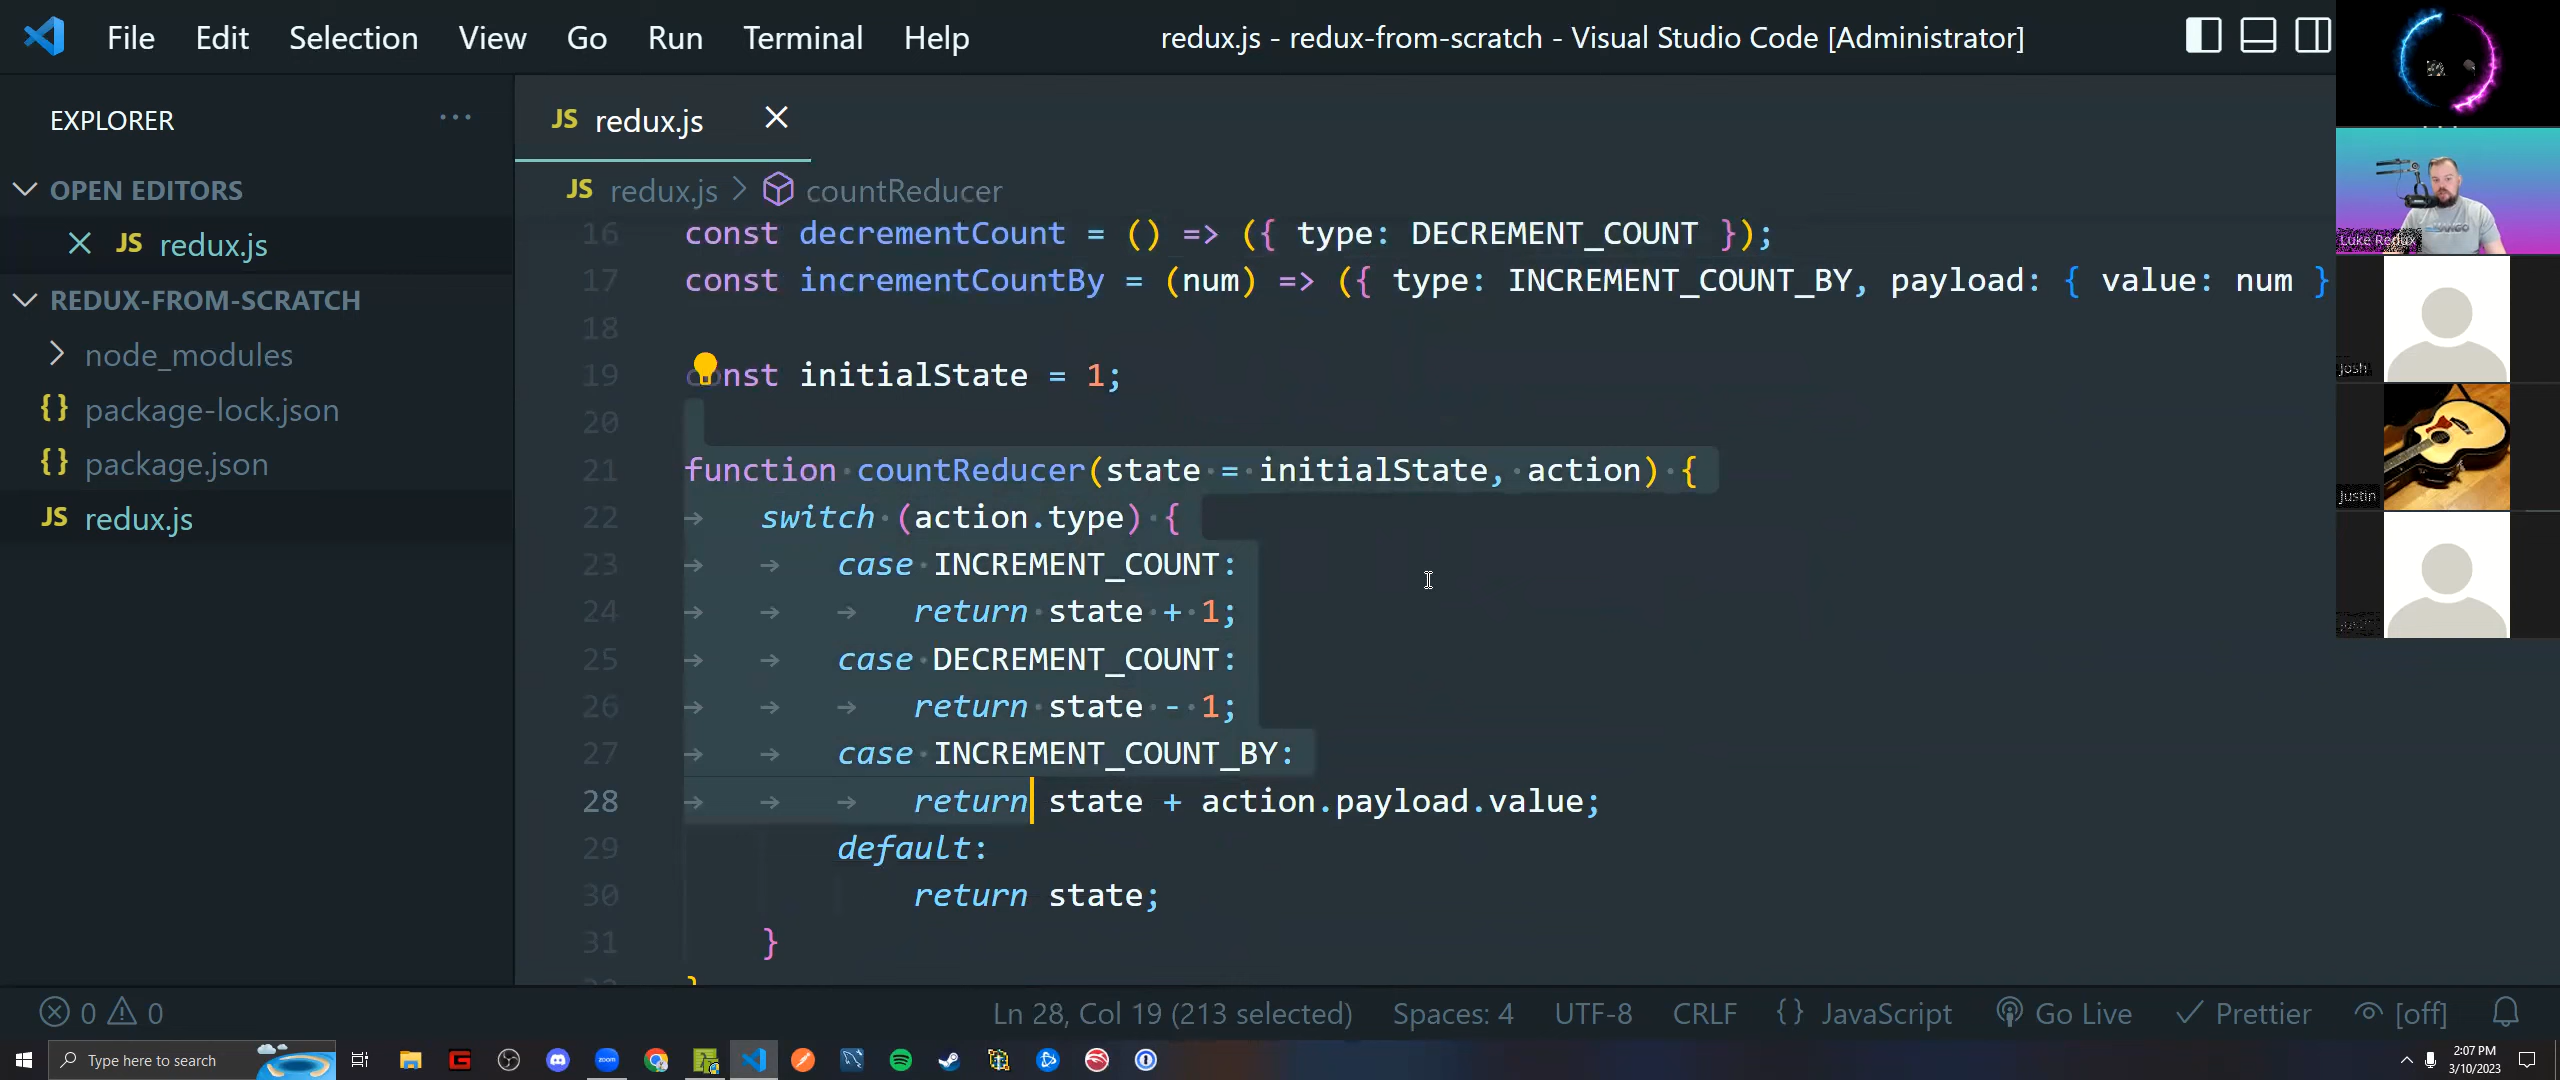 File Edit Selection View Go Run Terminal Help
redux.js - redux-from-scratch - Visual Studio Code [Administrator]
EXPLORER
OPEN EDITORS
JS redux.js
REDUX-FROM-SCRATCH
node_modules
{} package-lock.json
{} package.json
JS redux.js
JS redux.js
JS redux.js > countReducer
16 const decrementCount = () => ({ type: DECREMENT_COUNT });
17 const incrementCountBy = (num) => ({ type: INCREMENT_COUNT_BY, payload: { value: num }
18
19 const initialState = 1;
20
21 function countReducer(state = initialState, action) {
22 switch (action.type) {
23 case INCREMENT_COUNT:
24 return state + 1;
25 case DECREMENT_COUNT:
26 return state - 1;
27 case INCREMENT_COUNT_BY:
28 return state + action.payload.value;
29 default:
30 return state;
31 }
}
Luke Redux
Josh
Justin
0 0
Ln 28, Col 19 (213 selected) Spaces: 4 UTF-8 CRLF {} JavaScript Go Live Prettier [off]
Type here to search
zoom
2:07 PM
3/10/2023